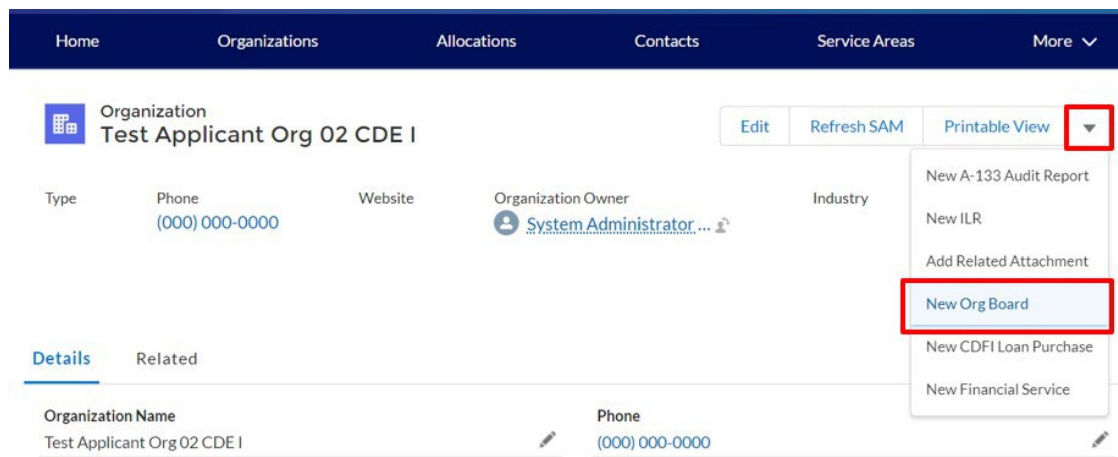 Home Organizations Allocations Contacts Service Areas More
Organization
Test Applicant Org 02 CDE I
Edit Refresh SAM Printable View
New A-133 Audit Report
Type Phone Website Organization Owner Industry
(000) 000-0000 System Administrator ...
New ILR
Add Related Attachment
New Org Board
New CDFI Loan Purchase
New Financial Service
Details Related
Organization Name Phone
Test Applicant Org 02 CDE I (000) 000-0000